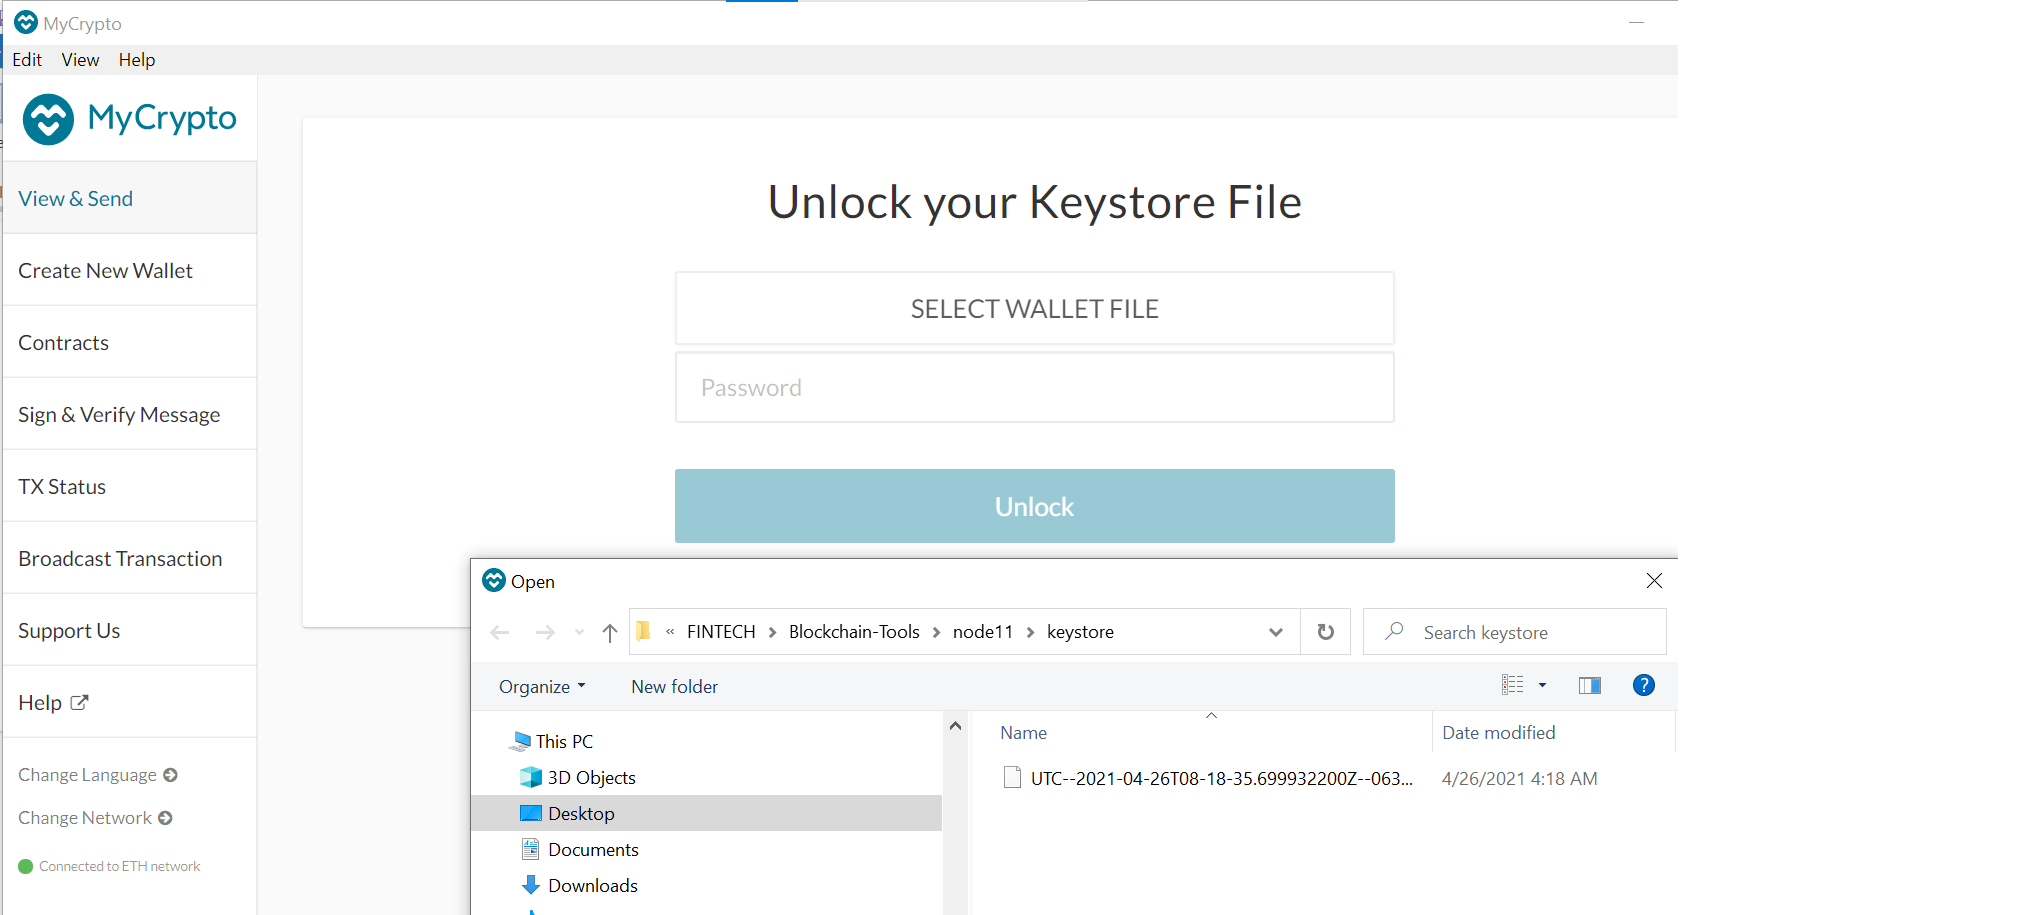 MyCrypto
Edit View Help
MyCrypto
View & Send
Create New Wallet
Contracts
Sign & Verify Message
TX Status
Broadcast Transaction
Support Us
Help
Change Language
Change Network
Connected to ETH network
Unlock your Keystore File
SELECT WALLET FILE
Password
Unlock
Open
« FINTECH > Blockchain-Tools > node11 > keystore
Search keystore
Organize New folder
?
This PC
3D Objects
Desktop
Documents
Downloads
Name Date modified
UTC--2021-04-26T08-18-35.699932200Z--063... 4/26/2021 4:18 AM